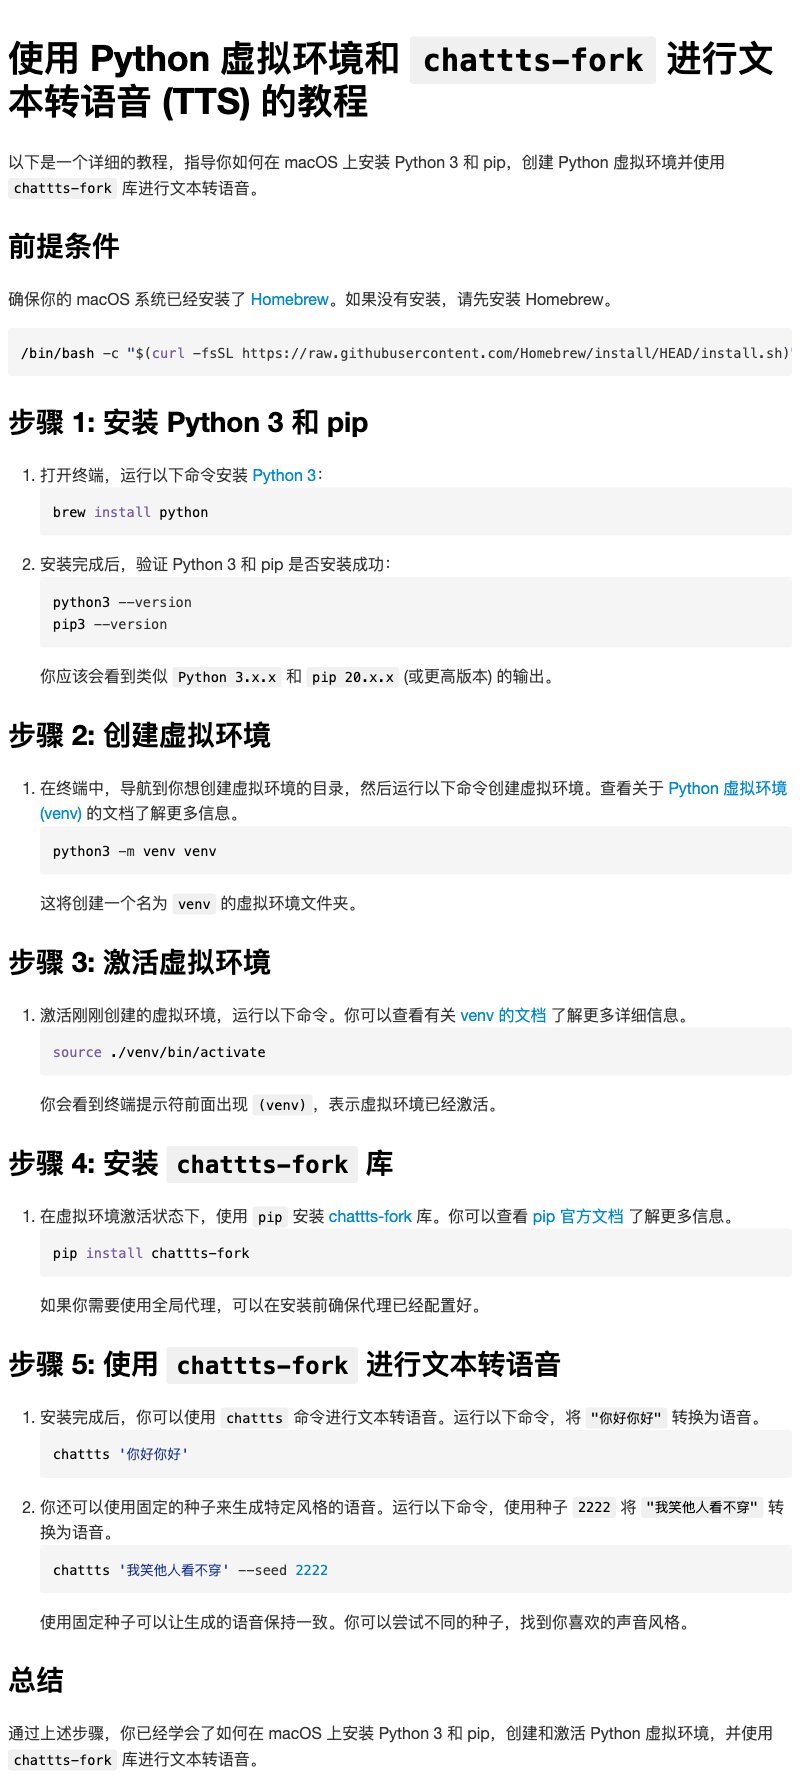 使用 Python 虚拟环境和 chattts-fork 进行文
本转语音 (TTS) 的教程
以下是一个详细的教程，指导你如何在 macOS 上安装 Python 3 和 pip，创建 Python 虚拟环境并使用
chattts-fork 库进行文本转语音。
前提条件
确保你的 macOS 系统已经安装了 Homebrew。如果没有安装，请先安装 Homebrew。
/bin/bash -c "$(curl -fsSL https://raw.githubusercontent.com/Homebrew/install/HEAD/install.sh)"
步骤 1: 安装 Python 3 和 pip
1. 打开终端，运行以下命令安装 Python 3：
brew install python
2. 安装完成后，验证 Python 3 和 pip 是否安装成功：
python3 --version
pip3 --version
你应该会看到类似 Python 3.x.x 和 pip 20.x.x (或更高版本) 的输出。
步骤 2: 创建虚拟环境
1. 在终端中，导航到你想创建虚拟环境的目录，然后运行以下命令创建虚拟环境。查看关于 Python 虚拟环境
(venv) 的文档了解更多信息。
python3 -m venv venv
这将创建一个名为 venv 的虚拟环境文件夹。
步骤 3: 激活虚拟环境
1. 激活刚刚创建的虚拟环境，运行以下命令。你可以查看有关 venv 的文档 了解更多详细信息。
source ./venv/bin/activate
你会看到终端提示符前面出现 (venv)，表示虚拟环境已经激活。
步骤 4: 安装 chattts-fork 库
1. 在虚拟环境激活状态下，使用 pip 安装 chattts-fork 库。你可以查看 pip 官方文档 了解更多信息。
pip install chattts-fork
如果你需要使用全局代理，可以在安装前确保代理已经配置好。
步骤 5: 使用 chattts-fork 进行文本转语音
1. 安装完成后，你可以使用 chattts 命令进行文本转语音。运行以下命令，将 "你好你好" 转换为语音。
chattts '你好你好'
2. 你还可以使用固定的种子来生成特定风格的语音。运行以下命令，使用种子 2222 将 "我笑他人看不穿" 转
换为语音。
chattts '我笑他人看不穿' --seed 2222
使用固定种子可以让生成的语音保持一致。你可以尝试不同的种子，找到你喜欢的声音风格。
总结
通过上述步骤，你已经学会了如何在 macOS 上安装 Python 3 和 pip，创建和激活 Python 虚拟环境，并使用
chattts-fork 库进行文本转语音。